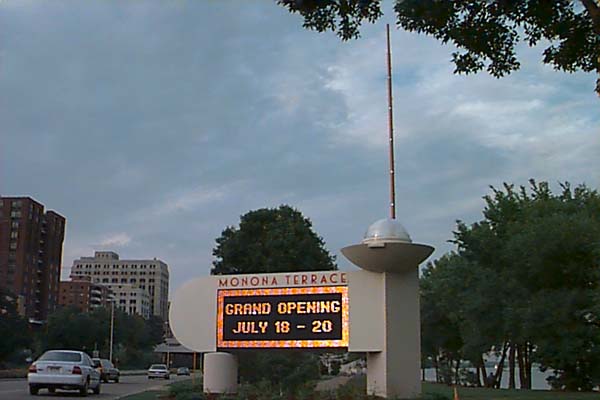 MONONA TERRACE
GRAND OPENING
JULY 18 - 20